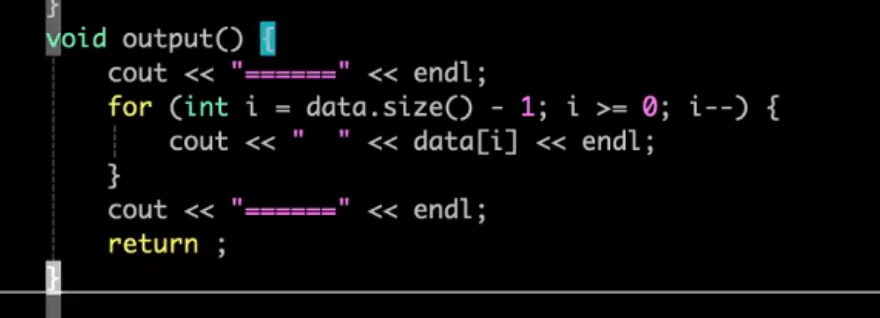 }
void output() {
    cout << "======" << endl;
    for (int i = data.size() - 1; i >= 0; i--) {
        cout << "  " << data[i] << endl;
    }
    cout << "======" << endl;
    return ;
}